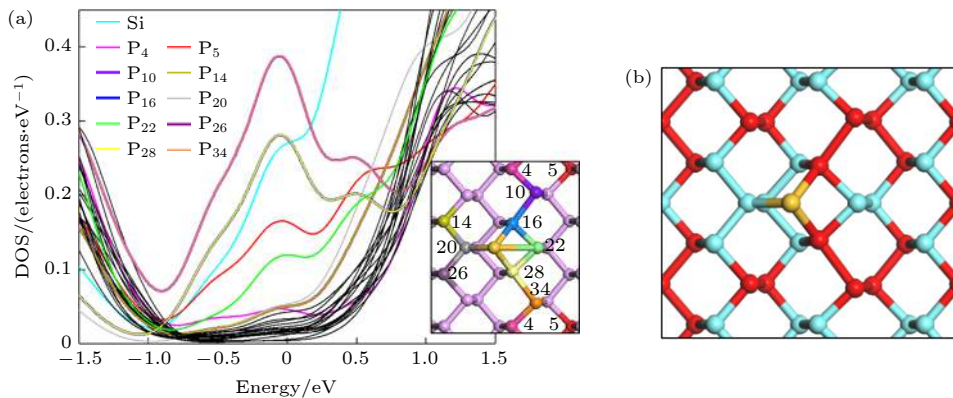 (a)
Si
P₄ P₅
P₁₀ P₁₄
P₁₆ P₂₀
P₂₂ P₂₆
P₂₈ P₃₄
DOS/(electrons·eV⁻¹)
0.4
0.3
0.2
0.1
0
−1.5 −1.0 −0.5 0 0.5 1.0 1.5
Energy/eV
4 5
10
14 16
20 22
26 28
34
4 5
(b)